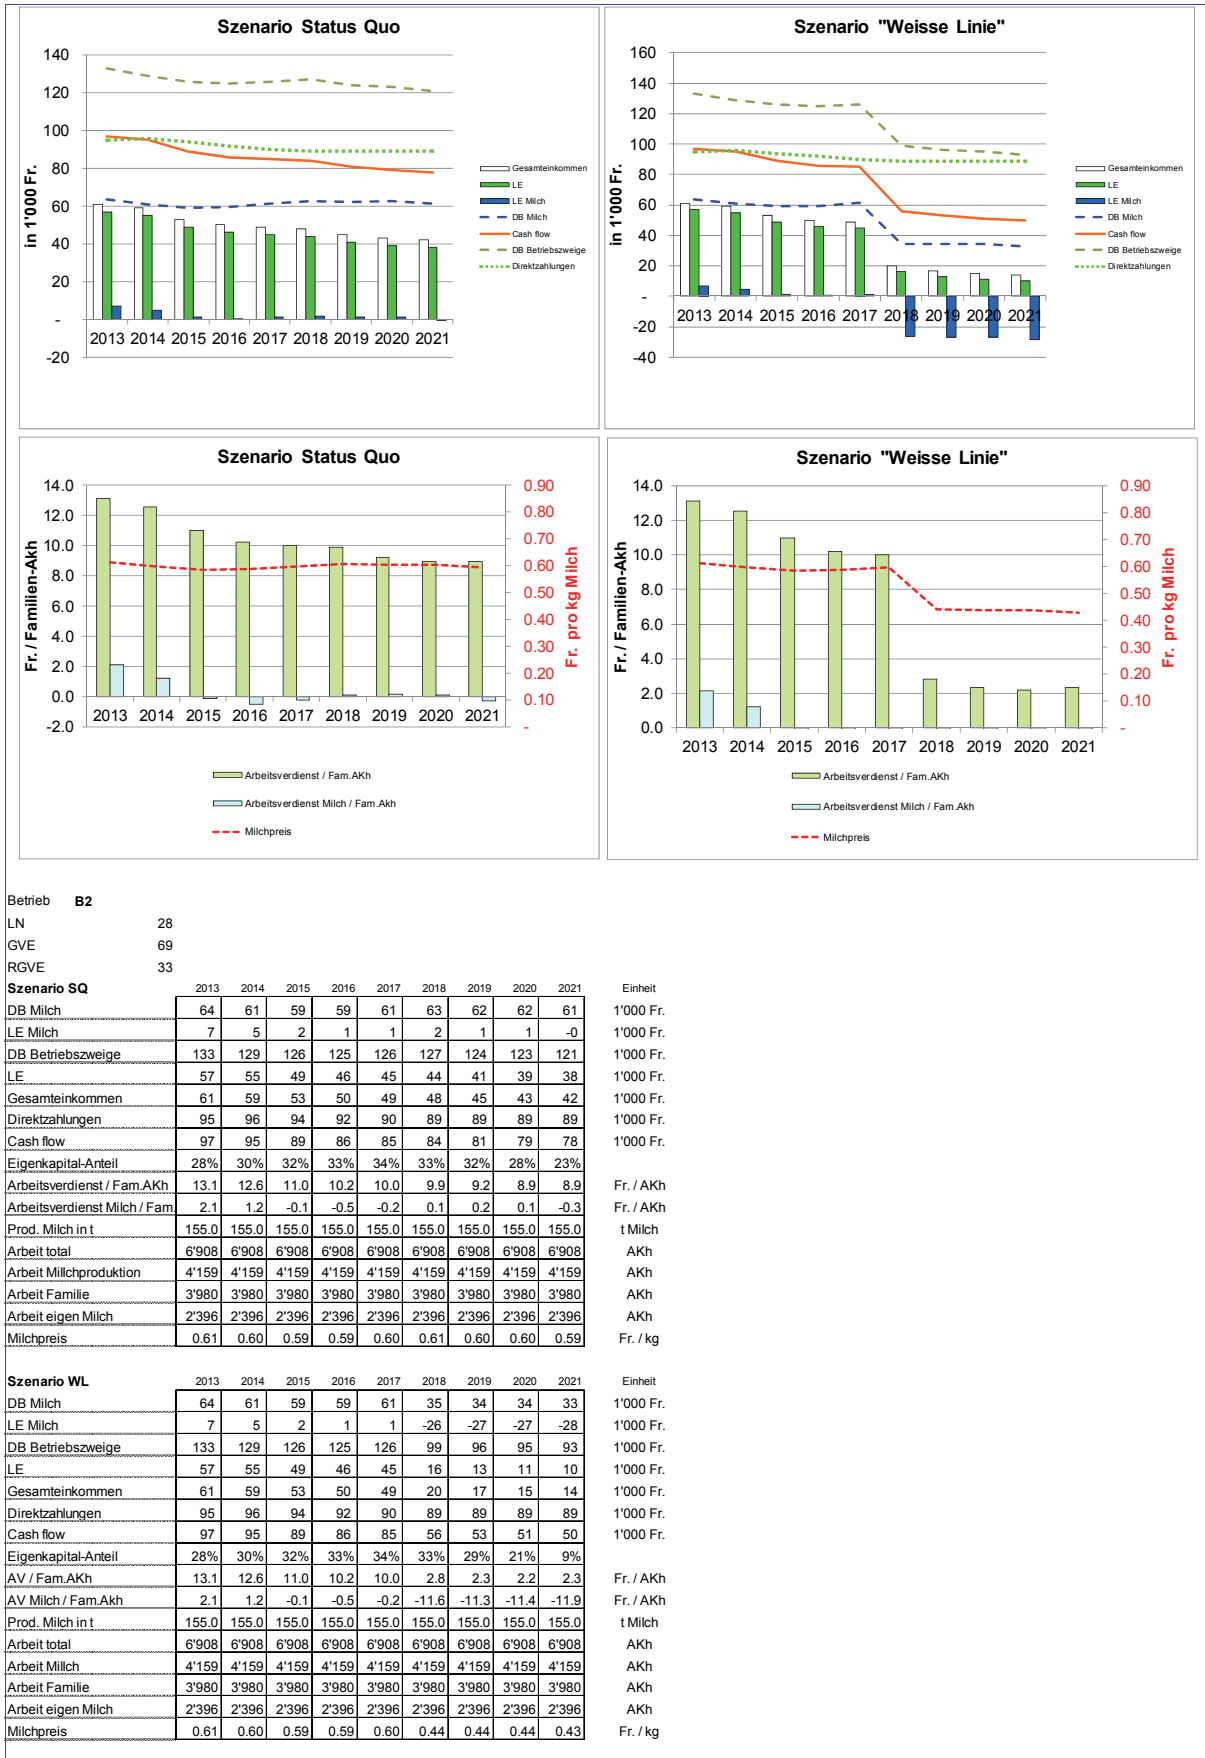 Szenario Status Quo
in 1'000 Fr.
140
120
100
80
60
40
20
-
-20
2013 2014 2015 2016 2017 2018 2019 2020 2021
Gesamteinkommen
LE
LE Milch
DB Milch
Cash flow
DB Betriebszweige
Direktzahlungen
Szenario "Weisse Linie"
in 1'000 Fr.
160
140
120
100
80
60
40
20
-
-20
-40
2013 2014 2015 2016 2017 2018 2019 2020 2021
Gesamteinkommen
LE
LE Milch
DB Milch
Cash flow
DB Betriebszweige
Direktzahlungen
Szenario Status Quo
Fr. / Familien-Akh
14.0
12.0
10.0
8.0
6.0
4.0
2.0
0.0
-2.0
2013 2014 2015 2016 2017 2018 2019 2020 2021
0.90
0.80
0.70
0.60
0.50
0.40
0.30
0.20
0.10
-
Fr. pro kg Milch
Arbeitsverdienst / Fam.AKh
Arbeitsverdienst Milch / Fam.Akh
Milchpreis
Szenario "Weisse Linie"
Fr. / Familien-Akh
14.0
12.0
10.0
8.0
6.0
4.0
2.0
0.0
2013 2014 2015 2016 2017 2018 2019 2020 2021
0.90
0.80
0.70
0.60
0.50
0.40
0.30
0.20
0.10
-
Fr. pro kg Milch
Arbeitsverdienst / Fam.AKh
Arbeitsverdienst Milch / Fam.Akh
Milchpreis
Betrieb B2
LN 28
GVE 69
RGVE 33
Szenario SQ 2013 2014 2015 2016 2017 2018 2019 2020 2021 Einheit
DB Milch 64 61 59 59 61 63 62 62 61 1'000 Fr.
LE Milch 7 5 2 1 1 2 1 1 -0 1'000 Fr.
DB Betriebszweige 133 129 126 125 126 127 124 123 121 1'000 Fr.
LE 57 55 49 46 45 44 41 39 38 1'000 Fr.
Gesamteinkommen 61 59 53 50 49 48 45 43 42 1'000 Fr.
Direktzahlungen 95 96 94 92 90 89 89 89 89 1'000 Fr.
Cash flow 97 95 89 86 85 84 81 79 78 1'000 Fr.
Eigenkapital-Anteil 28% 30% 32% 33% 34% 33% 32% 28% 23%
Arbeitsverdienst / Fam.AKh 13.1 12.6 11.0 10.2 10.0 9.9 9.2 8.9 8.9 Fr. / AKh
Arbeitsverdienst Milch / Fam. 2.1 1.2 -0.1 -0.5 -0.2 0.1 0.2 0.1 -0.3 Fr. / AKh
Prod. Milch in t 155.0 155.0 155.0 155.0 155.0 155.0 155.0 155.0 155.0 t Milch
Arbeit total 6'908 6'908 6'908 6'908 6'908 6'908 6'908 6'908 6'908 AKh
Arbeit Millchproduktion 4'159 4'159 4'159 4'159 4'159 4'159 4'159 4'159 4'159 AKh
Arbeit Familie 3'980 3'980 3'980 3'980 3'980 3'980 3'980 3'980 3'980 AKh
Arbeit eigen Milch 2'396 2'396 2'396 2'396 2'396 2'396 2'396 2'396 2'396 AKh
Milchpreis 0.61 0.60 0.59 0.59 0.60 0.61 0.60 0.60 0.59 Fr. / kg
Szenario WL 2013 2014 2015 2016 2017 2018 2019 2020 2021 Einheit
DB Milch 64 61 59 59 61 35 34 34 33 1'000 Fr.
LE Milch 7 5 2 1 1 -26 -27 -27 -28 1'000 Fr.
DB Betriebszweige 133 129 126 125 126 99 96 95 93 1'000 Fr.
LE 57 55 49 46 45 16 13 11 10 1'000 Fr.
Gesamteinkommen 61 59 53 50 49 20 17 15 14 1'000 Fr.
Direktzahlungen 95 96 94 92 90 89 89 89 89 1'000 Fr.
Cash flow 97 95 89 86 85 56 53 51 50 1'000 Fr.
Eigenkapital-Anteil 28% 30% 32% 33% 34% 33% 29% 21% 9%
AV / Fam.AKh 13.1 12.6 11.0 10.2 10.0 2.8 2.3 2.2 2.3 Fr. / AKh
AV Milch / Fam.Akh 2.1 1.2 -0.1 -0.5 -0.2 -11.6 -11.3 -11.4 -11.9 Fr. / AKh
Prod. Milch in t 155.0 155.0 155.0 155.0 155.0 155.0 155.0 155.0 155.0 t Milch
Arbeit total 6'908 6'908 6'908 6'908 6'908 6'908 6'908 6'908 6'908 AKh
Arbeit Millch 4'159 4'159 4'159 4'159 4'159 4'159 4'159 4'159 4'159 AKh
Arbeit Familie 3'980 3'980 3'980 3'980 3'980 3'980 3'980 3'980 3'980 AKh
Arbeit eigen Milch 2'396 2'396 2'396 2'396 2'396 2'396 2'396 2'396 2'396 AKh
Milchpreis 0.61 0.60 0.59 0.59 0.60 0.44 0.44 0.44 0.43 Fr. / kg